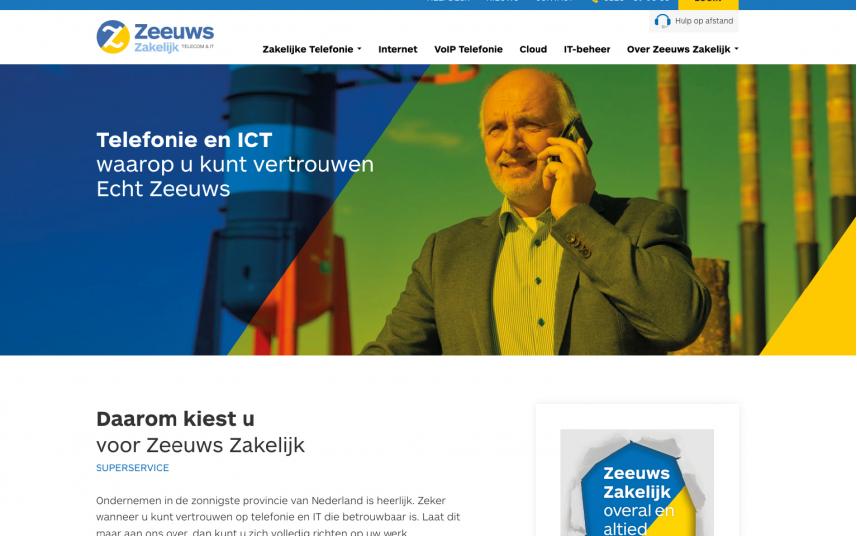 Hulp op afstand
Zeeuws
Zakelijk TELECOM & IT
Zakelijke Telefonie Internet VoIP Telefonie Cloud IT-beheer Over Zeeuws Zakelijk
Telefonie en ICT
waarop u kunt vertrouwen
Echt Zeeuws
Daarom kiest u
voor Zeeuws Zakelijk
SUPERSERVICE
Ondernemen in de zonnigste provincie van Nederland is heerlijk. Zeker
wanneer u kunt vertrouwen op telefonie en IT die betrouwbaar is. Laat dit
maar aan ons over, dan kunt u zich volledig richten op uw werk.
Zeeuws
Zakelijk
overal en
altied